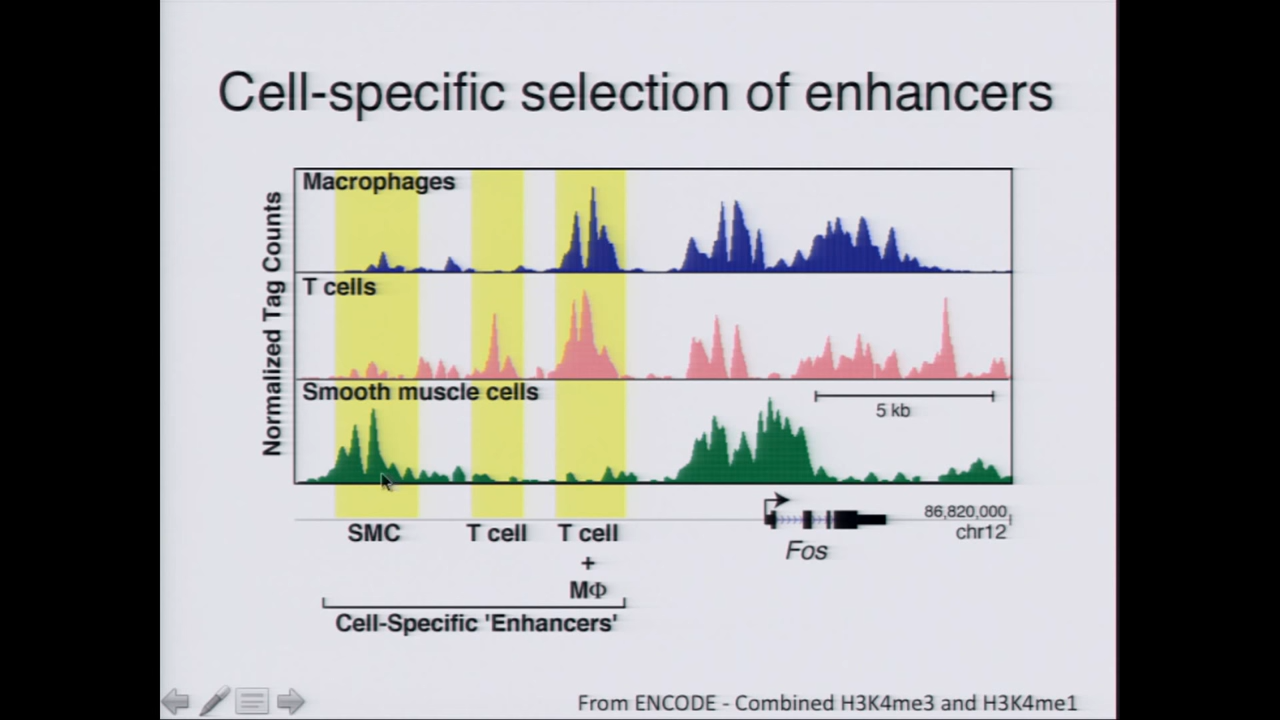 Cell-specific selection of enhancers
Normalized Tag Counts
Macrophages
T cells
Smooth muscle cells
5 kb
86,820,000
chr12
Fos
SMC
T cell
T cell
+
MΦ
Cell-Specific 'Enhancers'
From ENCODE - Combined H3K4me3 and H3K4me1